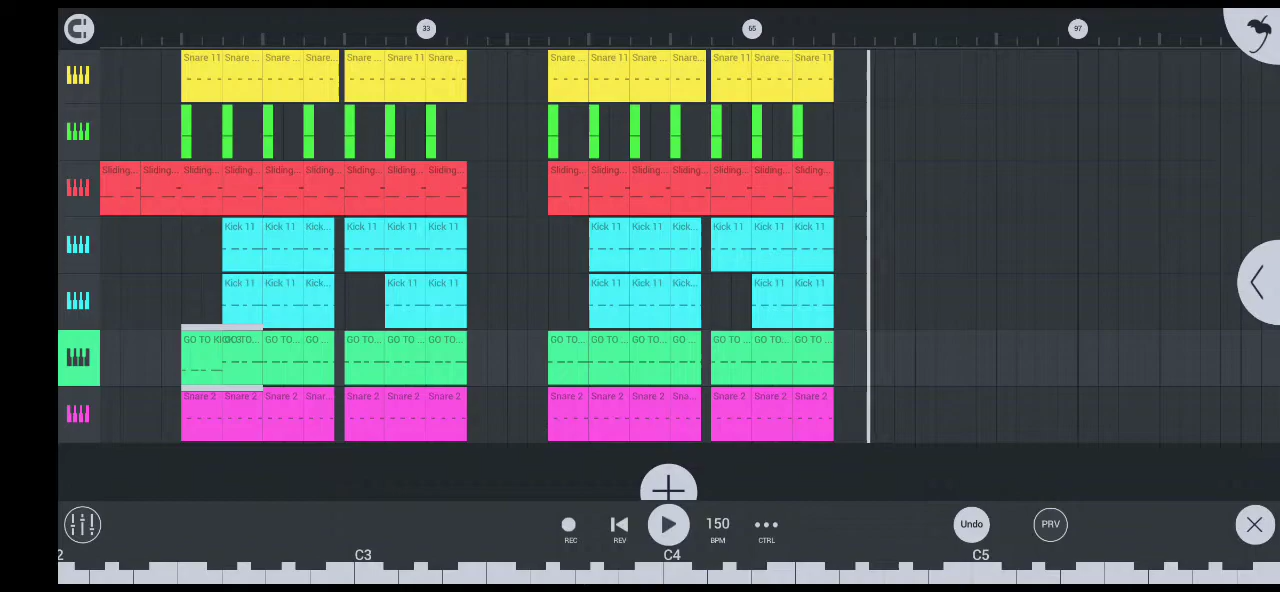 33 65 97
Snare 11 Snare ... Snare ... Snare... Snare ... Snare 11 Snare ... Snare ... Snare 11 Snare ... Snare ... Snare 11 Snare ... Snare 11
Sliding... Sliding... Sliding... Sliding... Sliding... Sliding... Sliding... Sliding... Sliding... Sliding... Sliding... Sliding... Sliding... Sliding... Sliding... Sliding...
Kick 11 Kick 11 Kick... Kick 11 Kick 11 Kick 11 Kick 11 Kick 11 Kick ... Kick 11 Kick 11 Kick 11
Kick 11 Kick 11 Kick... Kick 11 Kick 11 Kick 11 Kick 11 Kick ... Kick 11 Kick 11
GO TO GO TO ... GO ... GO TO... GO TO ... GO TO... GO TO... GO TO ... GO TO ... GO ... GO TO ... GO TO ... GO TO...
Snare 2 Snare 2 Snare 2 Snar... Snare 2 Snare 2 Snare 2 Snare 2 Snare 2 Snare 2 Sna... Snare 2 Snare 2 Snare 2
150 Undo PRV
REC REV BPM CTRL
2 C3 C4 C5